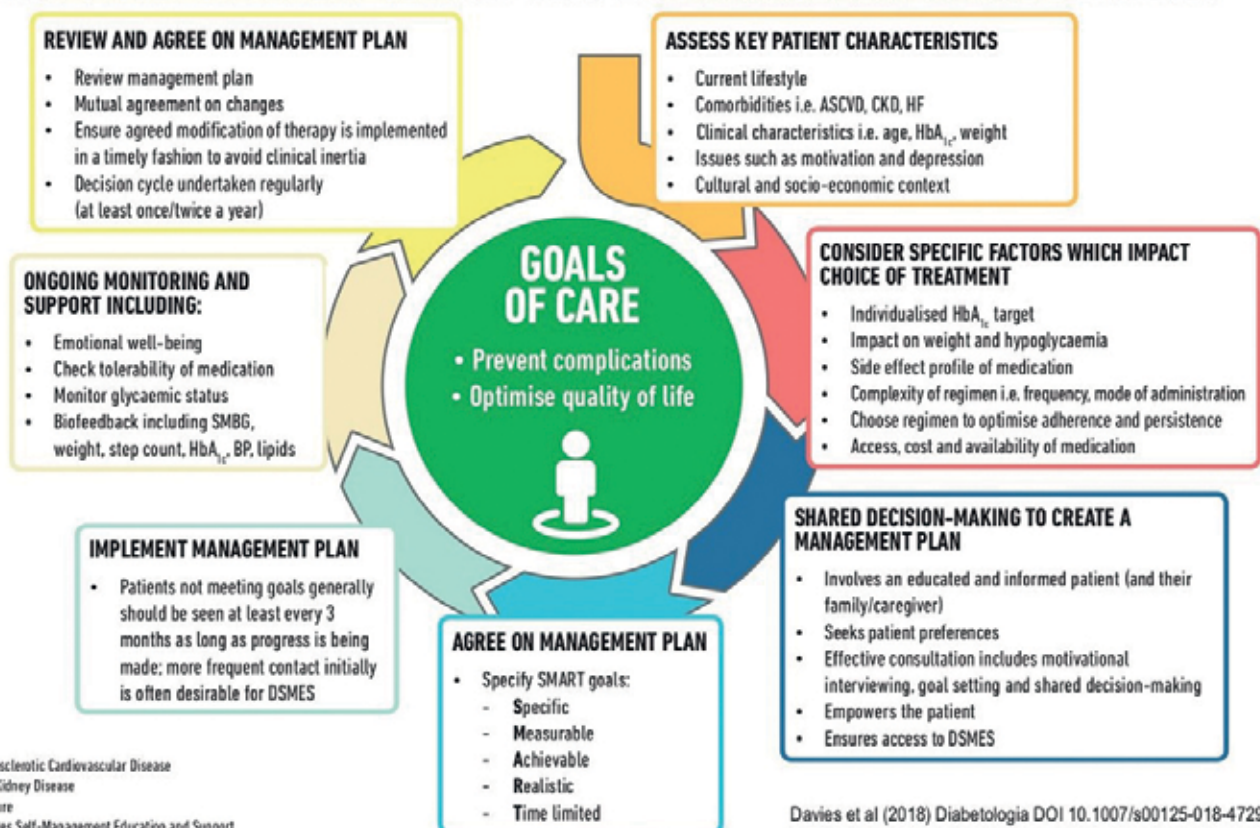 REVIEW AND AGREE ON MANAGEMENT PLAN
• Review management plan
• Mutual agreement on changes
• Ensure agreed modification of therapy is implemented
in a timely fashion to avoid clinical inertia
• Decision cycle undertaken regularly
(at least once/twice a year)
ASSESS KEY PATIENT CHARACTERISTICS
• Current lifestyle
• Comorbidities i.e. ASCVD, CKD, HF
• Clinical characteristics i.e. age, HbA1c, weight
• Issues such as motivation and depression
• Cultural and socio-economic context
CONSIDER SPECIFIC FACTORS WHICH IMPACT
CHOICE OF TREATMENT
• Individualised HbA1c target
• Impact on weight and hypoglycaemia
• Side effect profile of medication
• Complexity of regimen i.e. frequency, mode of administration
• Choose regimen to optimise adherence and persistence
• Access, cost and availability of medication
SHARED DECISION-MAKING TO CREATE A
MANAGEMENT PLAN
• Involves an educated and informed patient (and their
family/caregiver)
• Seeks patient preferences
• Effective consultation includes motivational
interviewing, goal setting and shared decision-making
• Empowers the patient
• Ensures access to DSMES
AGREE ON MANAGEMENT PLAN
• Specify SMART goals:
- Specific
- Measurable
- Achievable
- Realistic
- Time limited
IMPLEMENT MANAGEMENT PLAN
• Patients not meeting goals generally
should be seen at least every 3
months as long as progress is being
made; more frequent contact initially
is often desirable for DSMES
ONGOING MONITORING AND
SUPPORT INCLUDING:
• Emotional well-being
• Check tolerability of medication
• Monitor glycaemic status
• Biofeedback including SMBG,
weight, step count, HbA1c, BP, lipids
GOALS
OF CARE
• Prevent complications
• Optimise quality of life
sclerotic Cardiovascular Disease
Kidney Disease
Self-Management Education and Support
Davies et al (2018) Diabetologia DOI 10.1007/s00125-018-4729